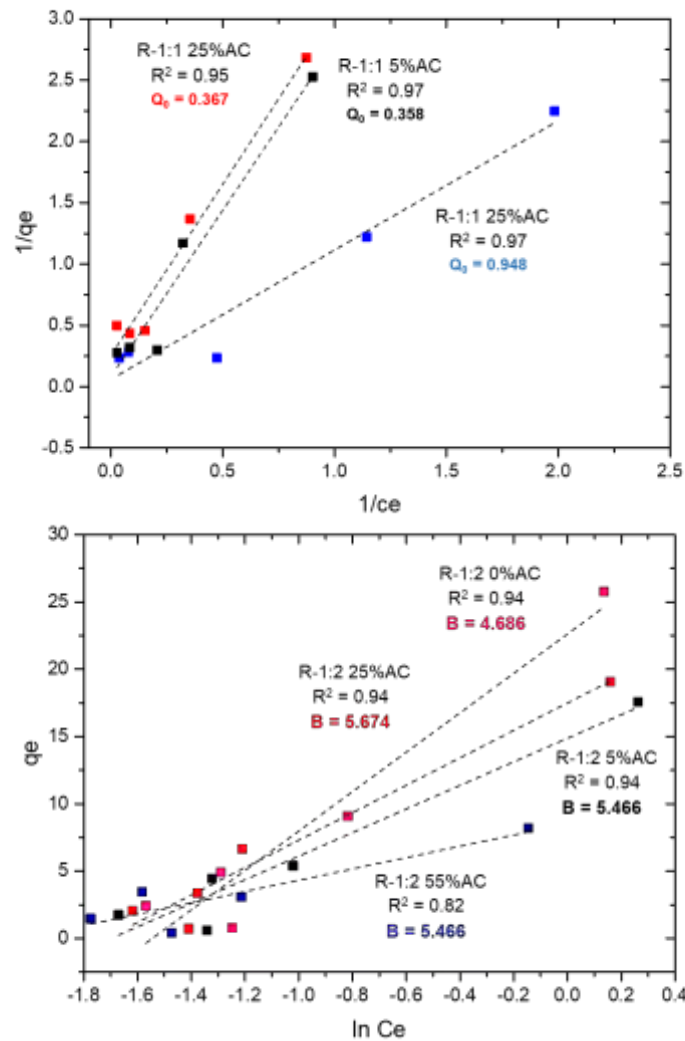 3.0
2.5
2.0
1.5
1.0
0.5
0.0
-0.5
1/qe
R-1:1 25%AC
R² = 0.95
Q₀ = 0.367
R-1:1 5%AC
R² = 0.97
Q₀ = 0.358
R-1:1 25%AC
R² = 0.97
Q₀ = 0.948
0.0 0.5 1.0 1.5 2.0 2.5
1/ce
30
25
20
15
10
5
0
qe
R-1:2 0%AC
R² = 0.94
B = 4.686
R-1:2 25%AC
R² = 0.94
B = 5.674
R-1:2 5%AC
R² = 0.94
B = 5.466
R-1:2 55%AC
R² = 0.82
B = 5.466
-1.8 -1.6 -1.4 -1.2 -1.0 -0.8 -0.6 -0.4 -0.2 0.0 0.2 0.4
ln Ce